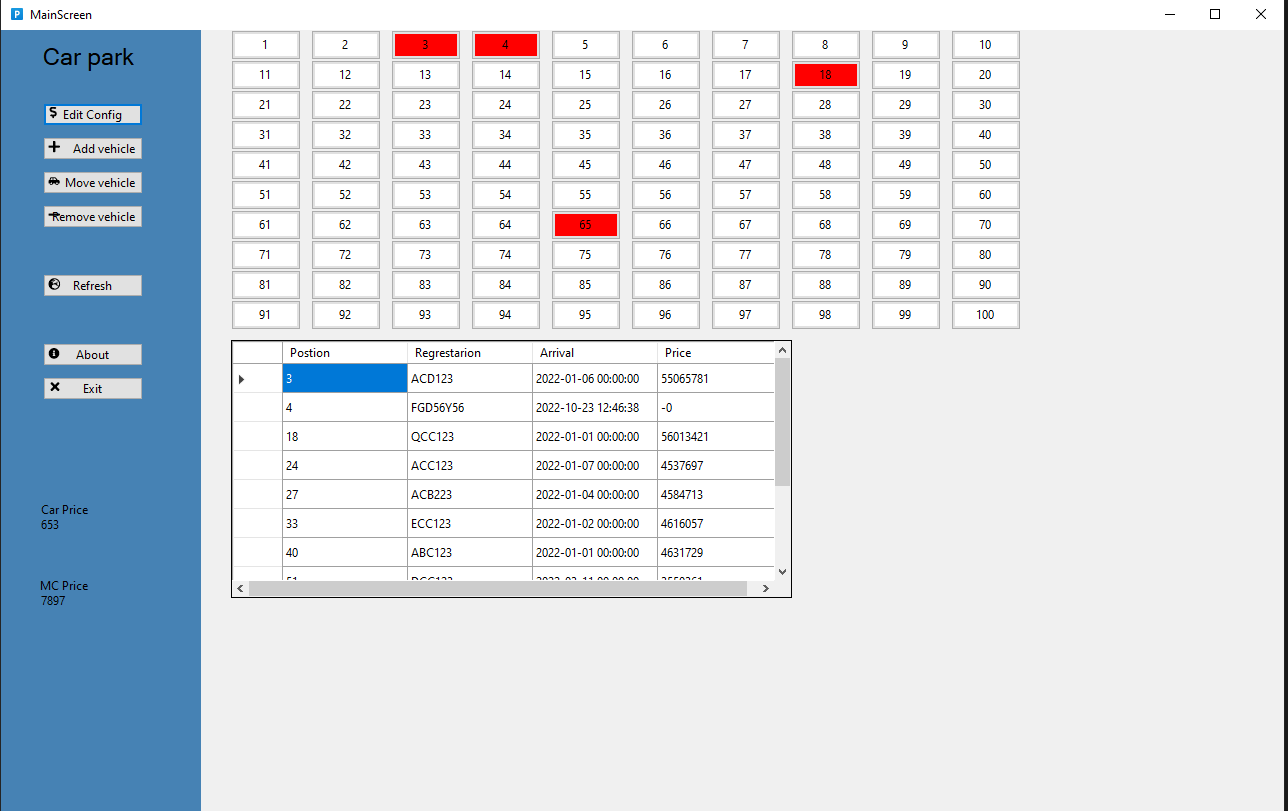 MainScreen
Car park
Edit Config
Add vehicle
Move vehicle
Remove vehicle
Refresh
About
Exit
Car Price
653
MC Price
7897
1 2 3 4 5 6 7 8 9 10
11 12 13 14 15 16 17 18 19 20
21 22 23 24 25 26 27 28 29 30
31 32 33 34 35 36 37 38 39 40
41 42 43 44 45 46 47 48 49 50
51 52 53 54 55 56 57 58 59 60
61 62 63 64 65 66 67 68 69 70
71 72 73 74 75 76 77 78 79 80
81 82 83 84 85 86 87 88 89 90
91 92 93 94 95 96 97 98 99 100
Postion Regrestarion Arrival Price
3 ACD123 2022-01-06 00:00:00 55065781
4 FGD56Y56 2022-10-23 12:46:38 -0
18 QCC123 2022-01-01 00:00:00 56013421
24 ACC123 2022-01-07 00:00:00 4537697
27 ACB223 2022-01-04 00:00:00 4584713
33 ECC123 2022-01-02 00:00:00 4616057
40 ABC123 2022-01-01 00:00:00 4631729